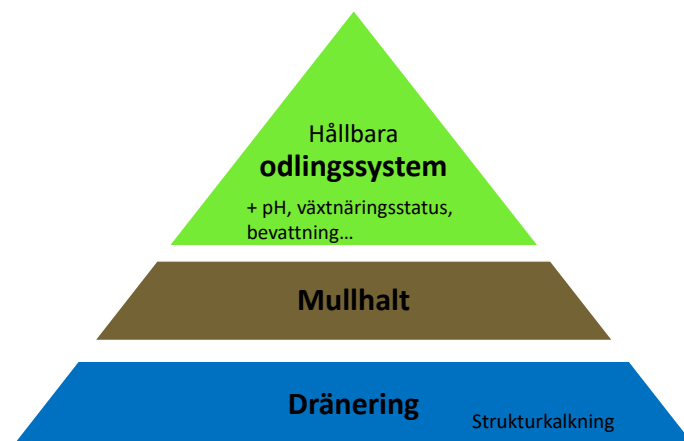 Hållbara
odlingssystem
+ pH, växtnäringsstatus,
bevattning…
Mullhalt
Dränering
Strukturkalkning